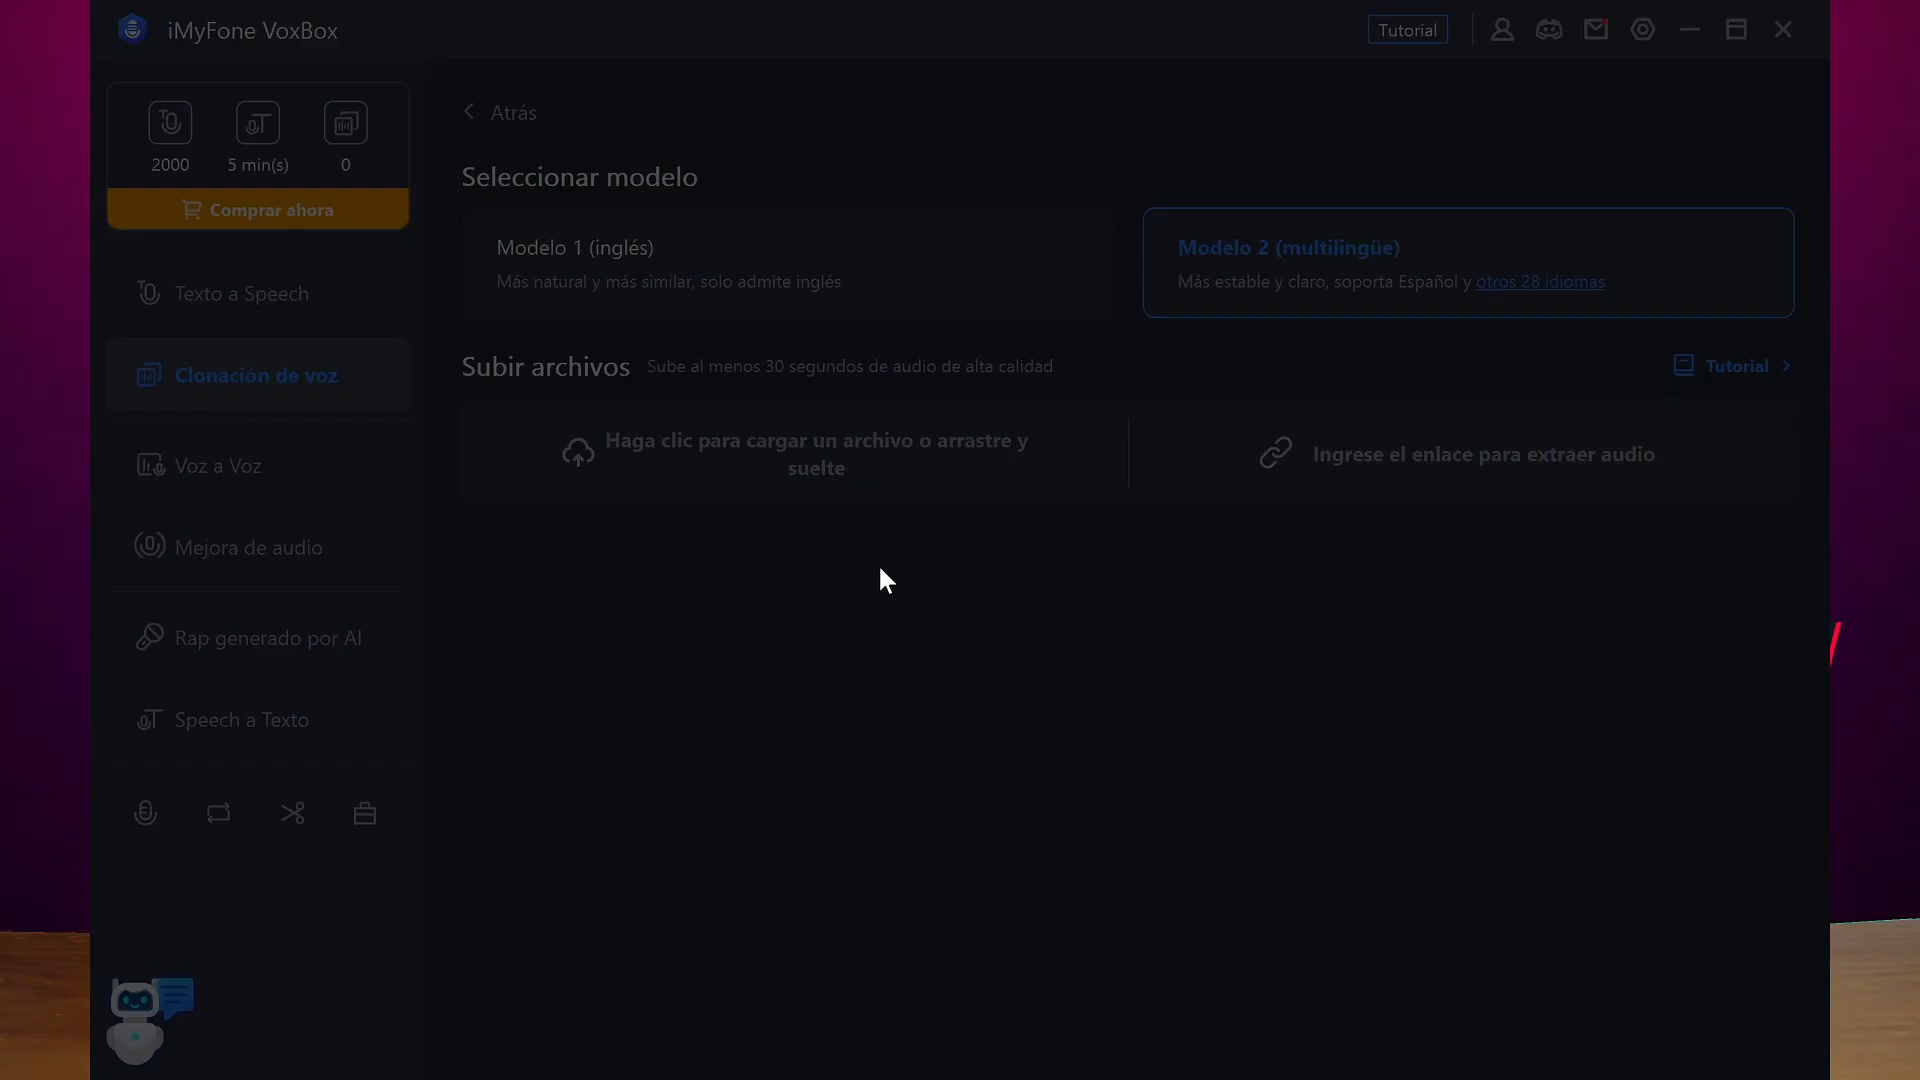 iMyFone VoxBox
Tutorial
2000
5 min(s)
0
Comprar ahora
Texto a Speech
Clonación de voz
Voz a Voz
Mejora de audio
Rap generado por AI
Speech a Texto
Atrás
Seleccionar modelo
Modelo 1 (inglés)
Más natural y más similar, solo admite inglés
Modelo 2 (multilingüe)
Más estable y claro, soporta Español y otros 28 idiomas
Subir archivos
Sube al menos 30 segundos de audio de alta calidad
Tutorial
Haga clic para cargar un archivo o arrastre y
suelte
Ingrese el enlace para extraer audio